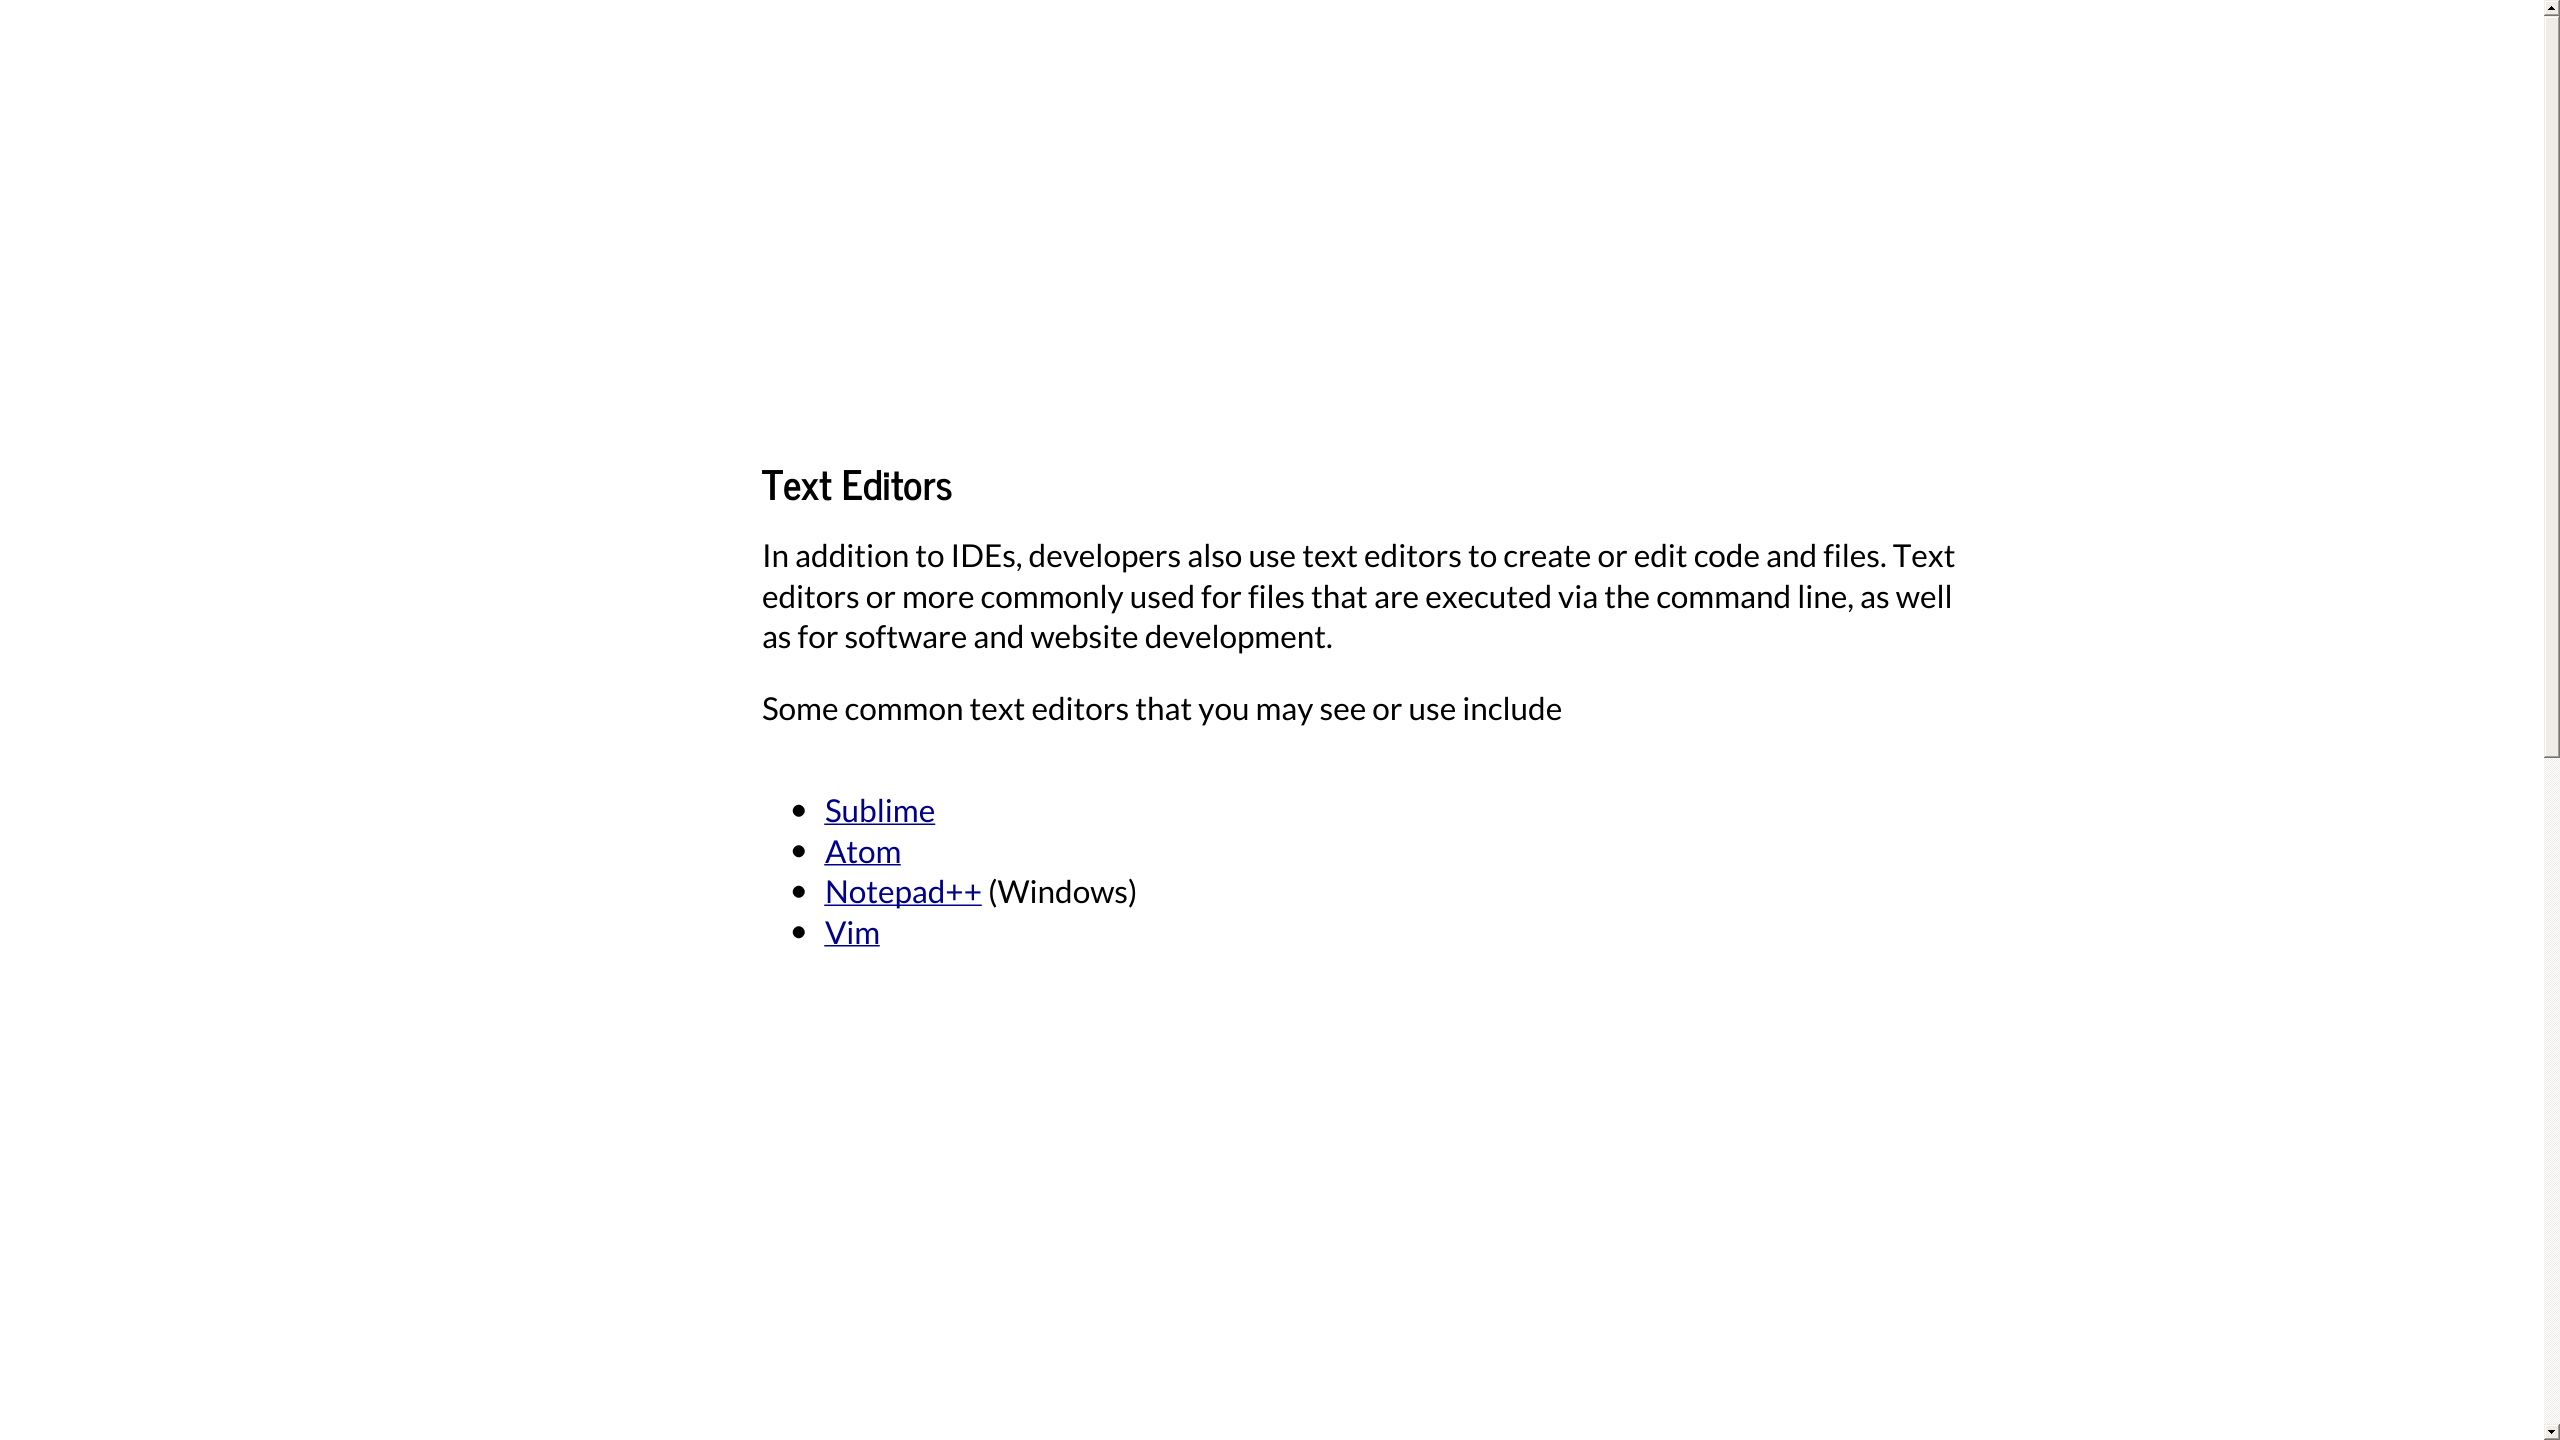 Text Editors
In addition to IDEs, developers also use text editors to create or edit code and files. Text
editors or more commonly used for files that are executed via the command line, as well
as for software and website development.
Some common text editors that you may see or use include
• Sublime
• Atom
• Notepad++ (Windows)
• Vim